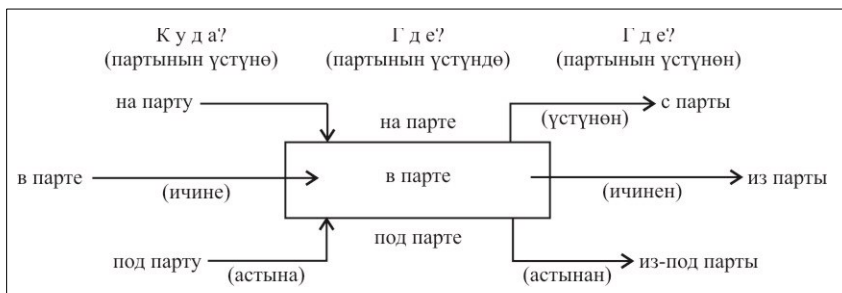 К у д а? Г д е? Г д е?
(партынын үстүнө) (партынын үстүндө) (партынын үстүнөн)
на парту на парте с парты
(үстүнөн)
в парте в парте из парты
(ичине) (ичинен)
под парту под парте из-под парты
(астына) (астынан)